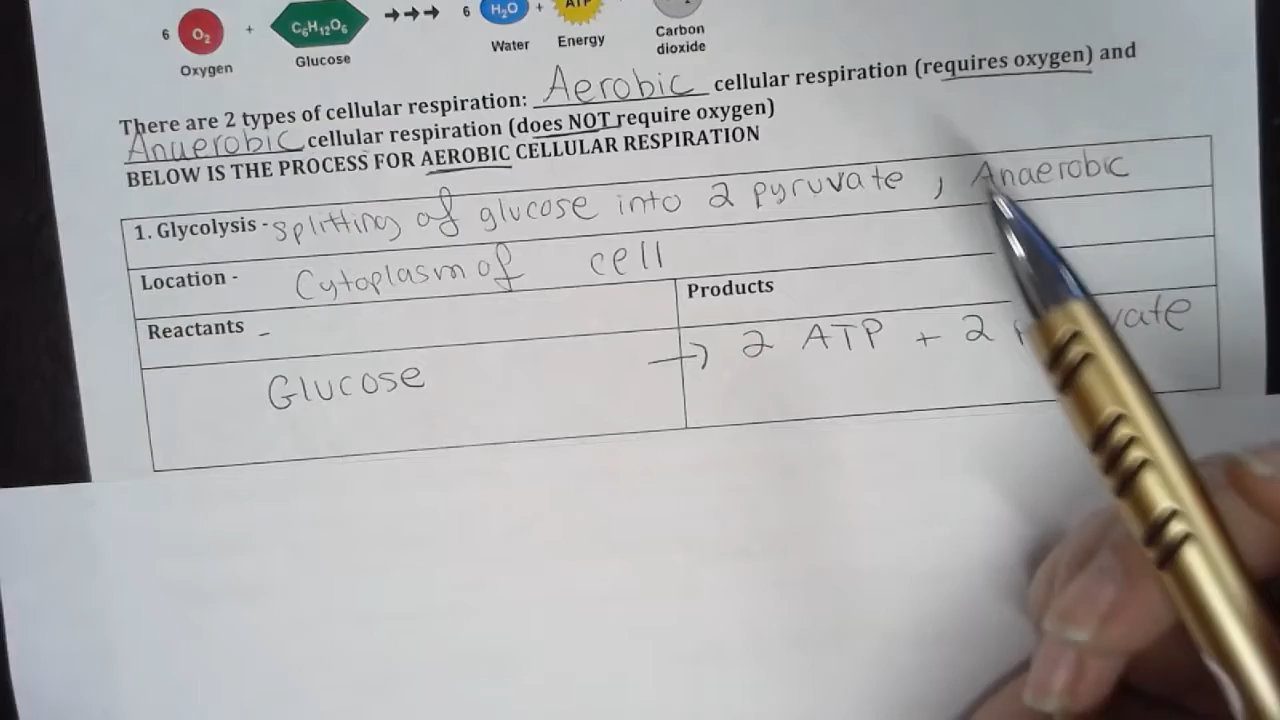 6 O₂ + C₆H₁₂O₆ →→→ 6 H₂O + ATP
Oxygen Glucose Water Energy Carbon dioxide
There are 2 types of cellular respiration: Aerobic cellular respiration (requires oxygen) and
Anaerobic cellular respiration (does NOT require oxygen)
BELOW IS THE PROCESS FOR AEROBIC CELLULAR RESPIRATION
1. Glycolysis - splitting of glucose into 2 pyruvate , Anaerobic
Location - Cytoplasm of cell
Reactants - Products
Glucose → 2 ATP + 2